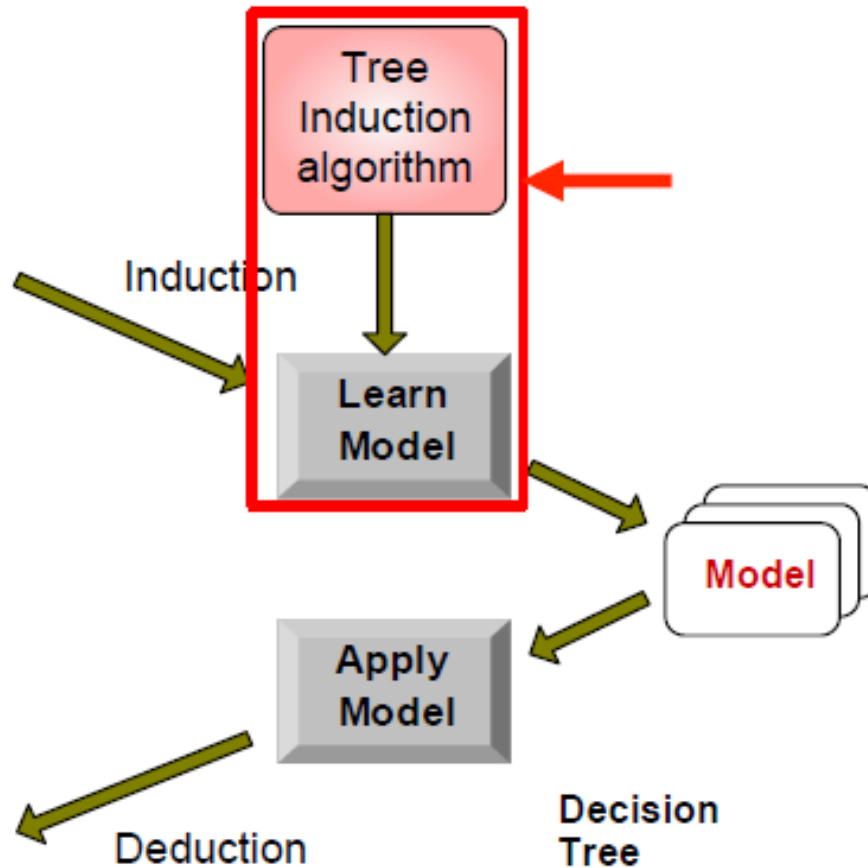 Tree
Induction
algorithm
Induction
Learn
Model
Model
Apply
Model
Decision
Tree
Deduction